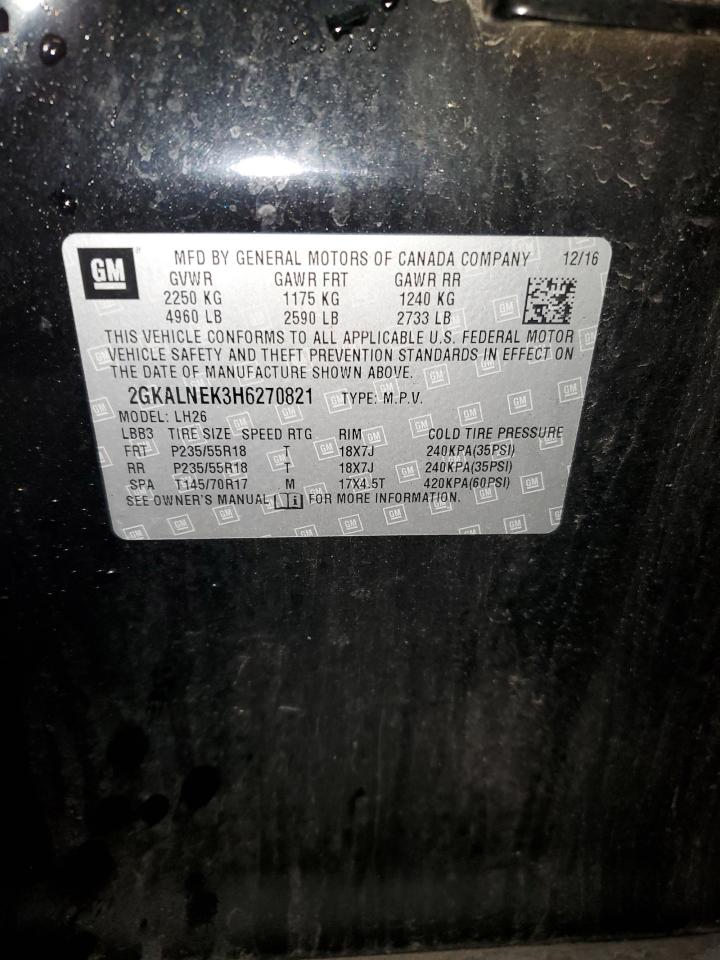 GM MFD BY GENERAL MOTORS OF CANADA COMPANY 12/16
GVWR GAWR FRT GAWR RR
2250 KG 1175 KG 1240 KG
4960 LB 2590 LB 2733 LB
THIS VEHICLE CONFORMS TO ALL APPLICABLE U.S. FEDERAL MOTOR
VEHICLE SAFETY AND THEFT PREVENTION STANDARDS IN EFFECT ON
THE DATE OF MANUFACTURE SHOWN ABOVE.
2GKALNEK3H6270821 TYPE: M.P.V.
MODEL: LH26
LBB3 TIRE SIZE SPEED RTG RIM COLD TIRE PRESSURE
FRT P235/55R18 T 18X7J 240KPA(35PSI)
RR P235/55R18 T 18X7J 240KPA(35PSI)
SPA T145/70R17 M 17X4.5T 420KPA(60PSI)
SEE OWNER'S MANUAL i FOR MORE INFORMATION.